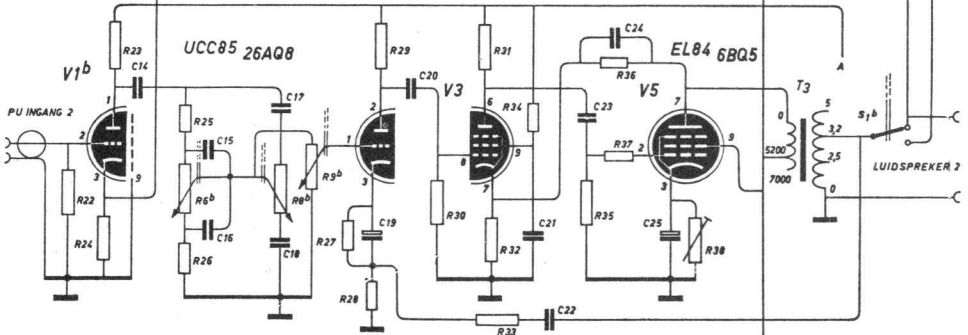 R23
UCC85 26AQ8
C14
V1b
1
PU INGANG 2
2
3
9
R22
R24
R25
C15
R6b
C16
R26
C17
R8b
C18
R9b
R29
2
1
3
C20
V3
R27
C19
R28
R30
R31
6
8
9
7
R34
R32
C21
R33
C22
C24
R36
EL84 6BQ5
V5
C23
R37
7
2
9
3
R35
C25
R38
A
T3
0
5200
7000
5
3,2
2,5
0
S1b
LUIDSPREKER 2